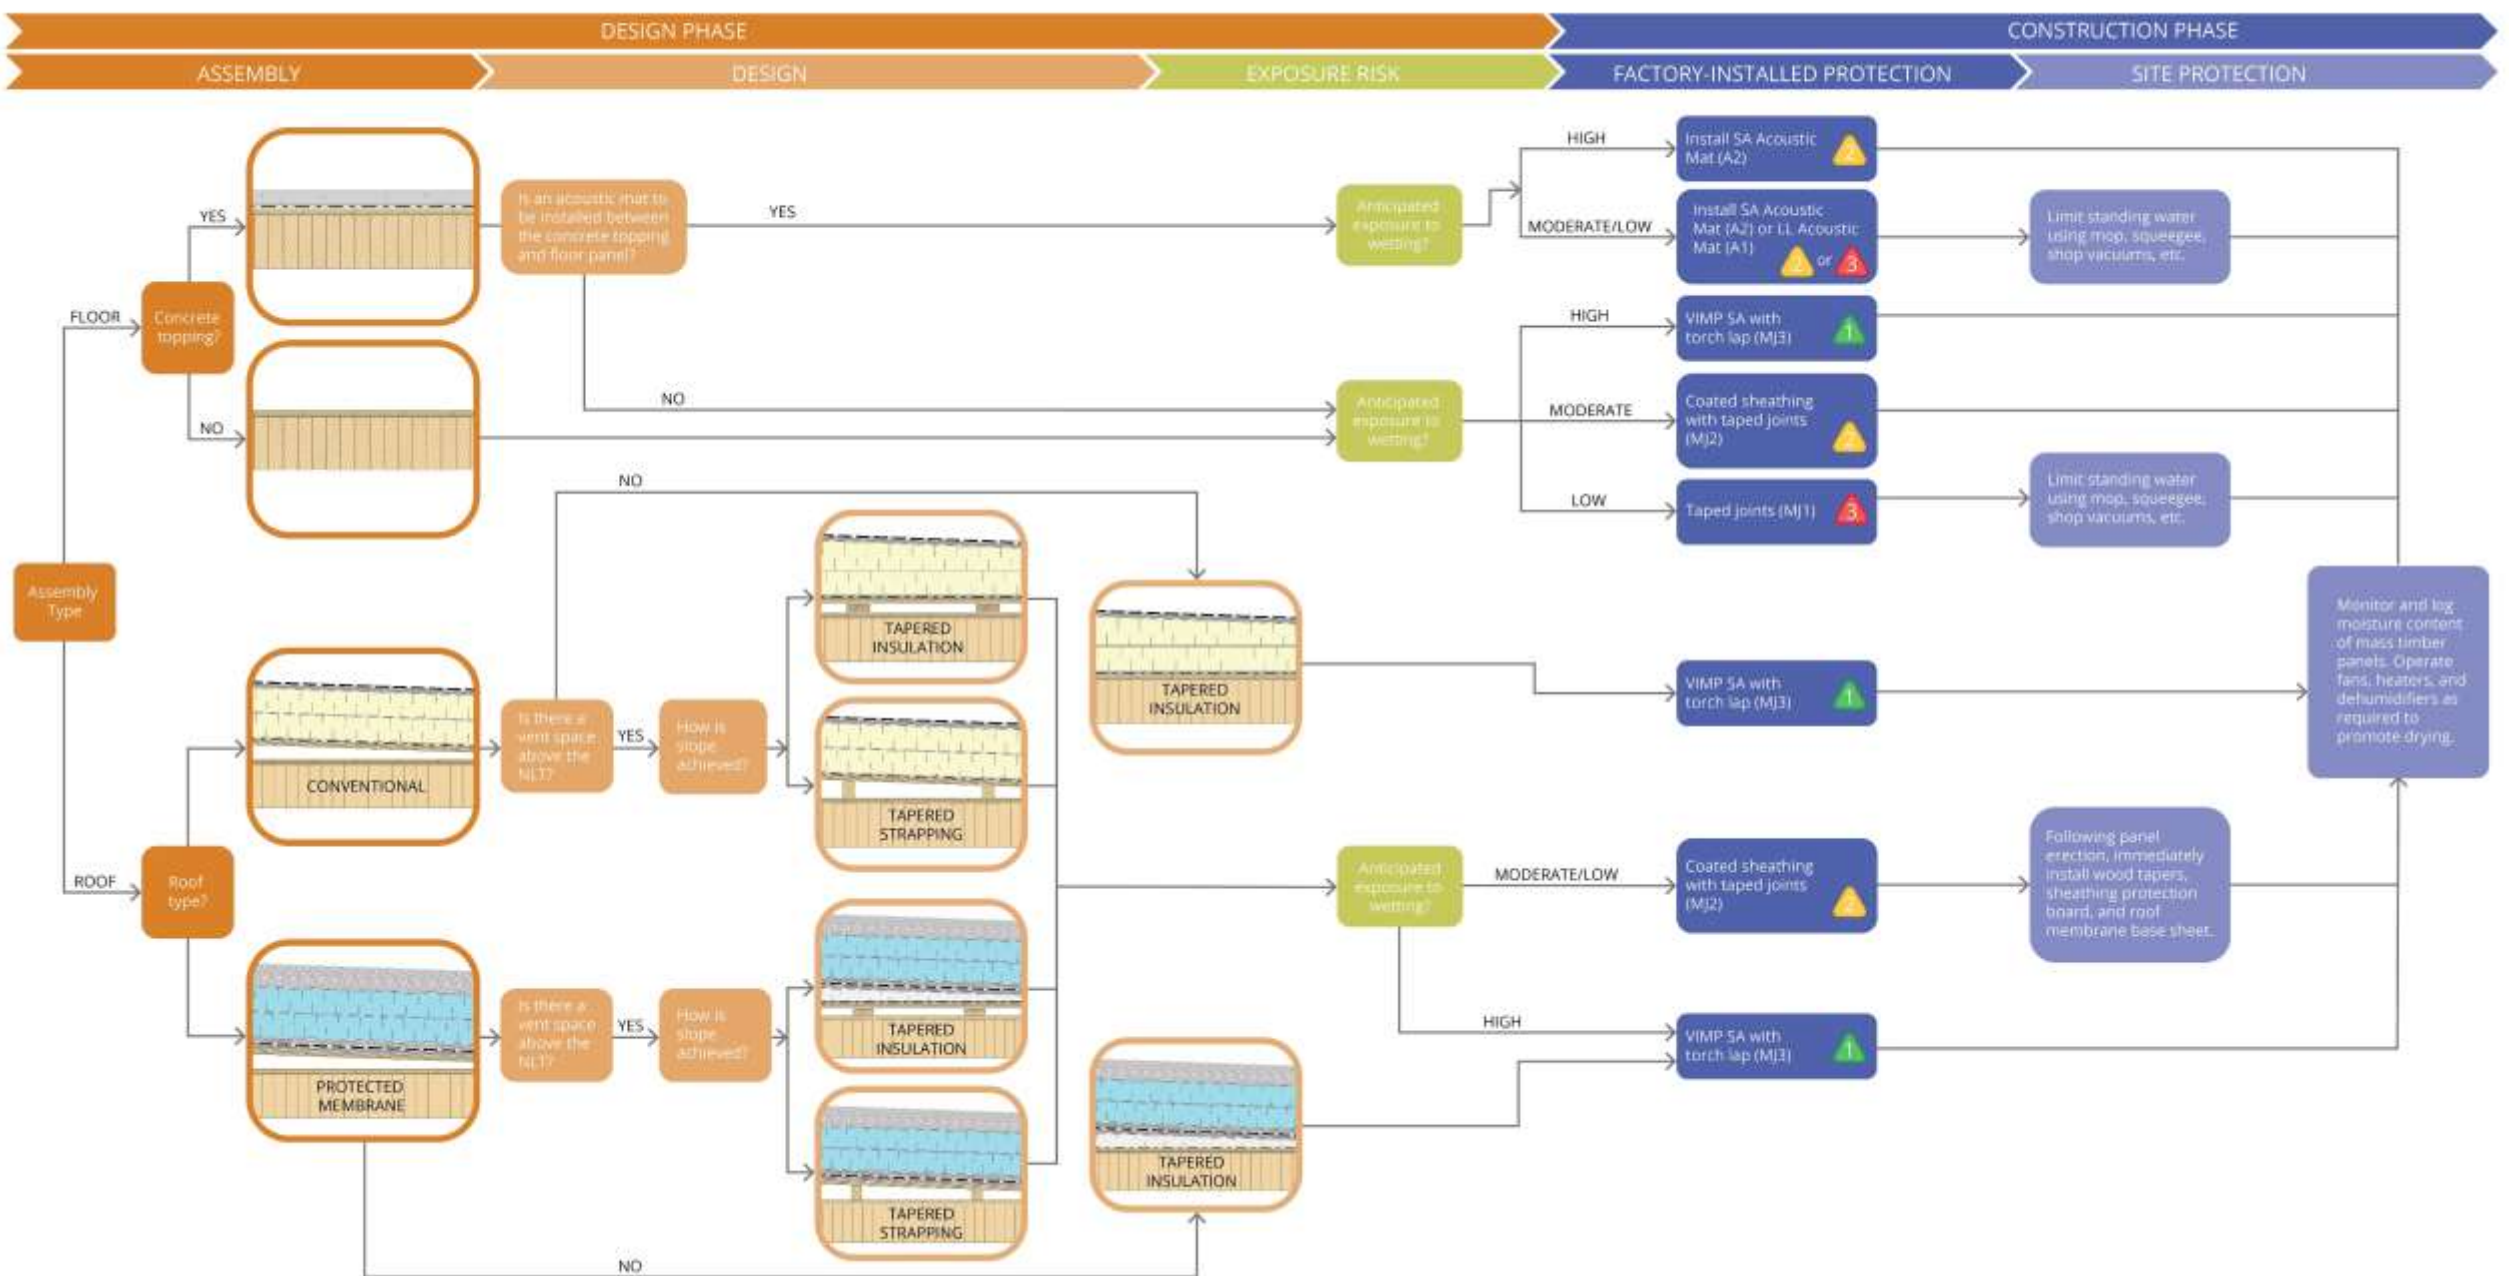 DESIGN PHASE
CONSTRUCTION PHASE
ASSEMBLY
DESIGN
EXPOSURE RISK
FACTORY-INSTALLED PROTECTION
SITE PROTECTION
Assembly
Type
FLOOR
ROOF
Concrete
topping?
YES
NO
Is an acoustic mat to
be installed between
the concrete topping
and floor panel?
YES
NO
Anticipated
exposure to
wetting?
HIGH
MODERATE/LOW
Install SA Acoustic
Mat (A2)
2
Install SA Acoustic
Mat (A2) or LL Acoustic
Mat (A1)
2 or 3
Limit standing water
using mop, squeegee,
shop vacuums, etc.
Anticipated
exposure to
wetting?
HIGH
MODERATE
LOW
VIMP SA with
torch lap (MJ3)
1
Coated sheathing
with taped joints
(MJ2)
2
Taped joints (MJ1)
3
Limit standing water
using mop, squeegee,
shop vacuums, etc.
Roof
type?
CONVENTIONAL
Is there a
vent space
above the
NLT?
NO
YES
How is
slope
achieved?
TAPERED
INSULATION
TAPERED
STRAPPING
TAPERED
INSULATION
VIMP SA with
torch lap (MJ3)
1
Monitor and log
moisture content
of mass timber
panels. Operate
fans, heaters, and
dehumidifiers as
required to
promote drying.
PROTECTED
MEMBRANE
Is there a
vent space
above the
NLT?
YES
NO
How is
slope
achieved?
TAPERED
INSULATION
TAPERED
STRAPPING
TAPERED
INSULATION
Anticipated
exposure to
wetting?
MODERATE/LOW
HIGH
Coated sheathing
with taped joints
(MJ2)
2
Following panel
erection, immediately
install wood tapers,
sheathing protection
board, and roof
membrane base sheet.
VIMP SA with
torch lap (MJ3)
1